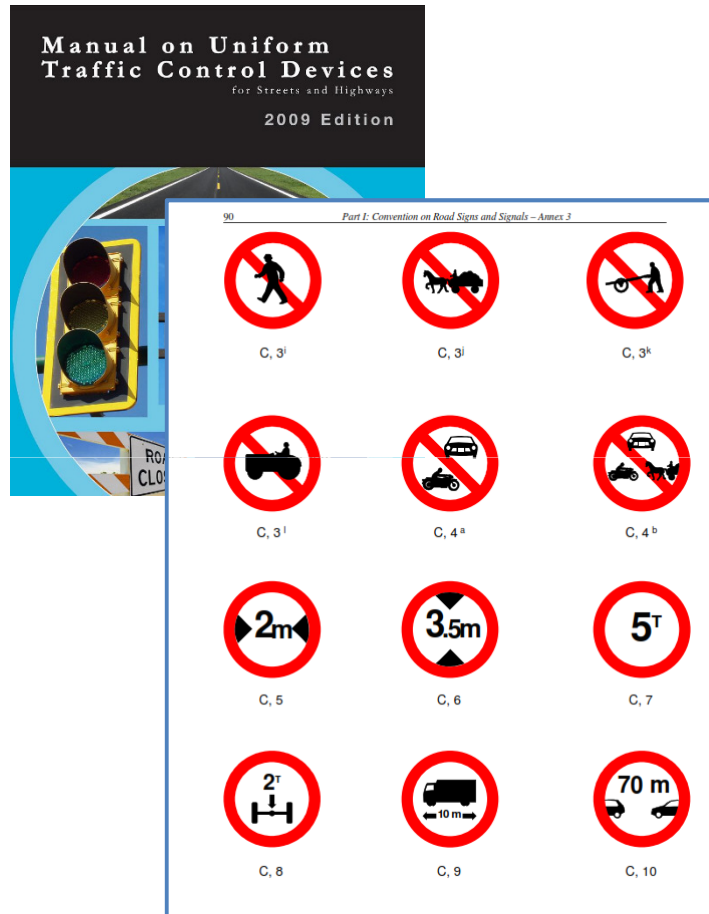 Manual on Uniform
Traffic Control Devices
for Streets and Highways
2009 Edition
ROA
CLOS
90 Part I: Convention on Road Signs and Signals – Annex 3
C, 3ⁱ C, 3ʲ C, 3ᵏ
C, 3ˡ C, 4ᵃ C, 4ᵇ
2m 3.5m 5ᵀ
C, 5 C, 6 C, 7
2ᵀ 10 m 70 m
C, 8 C, 9 C, 10